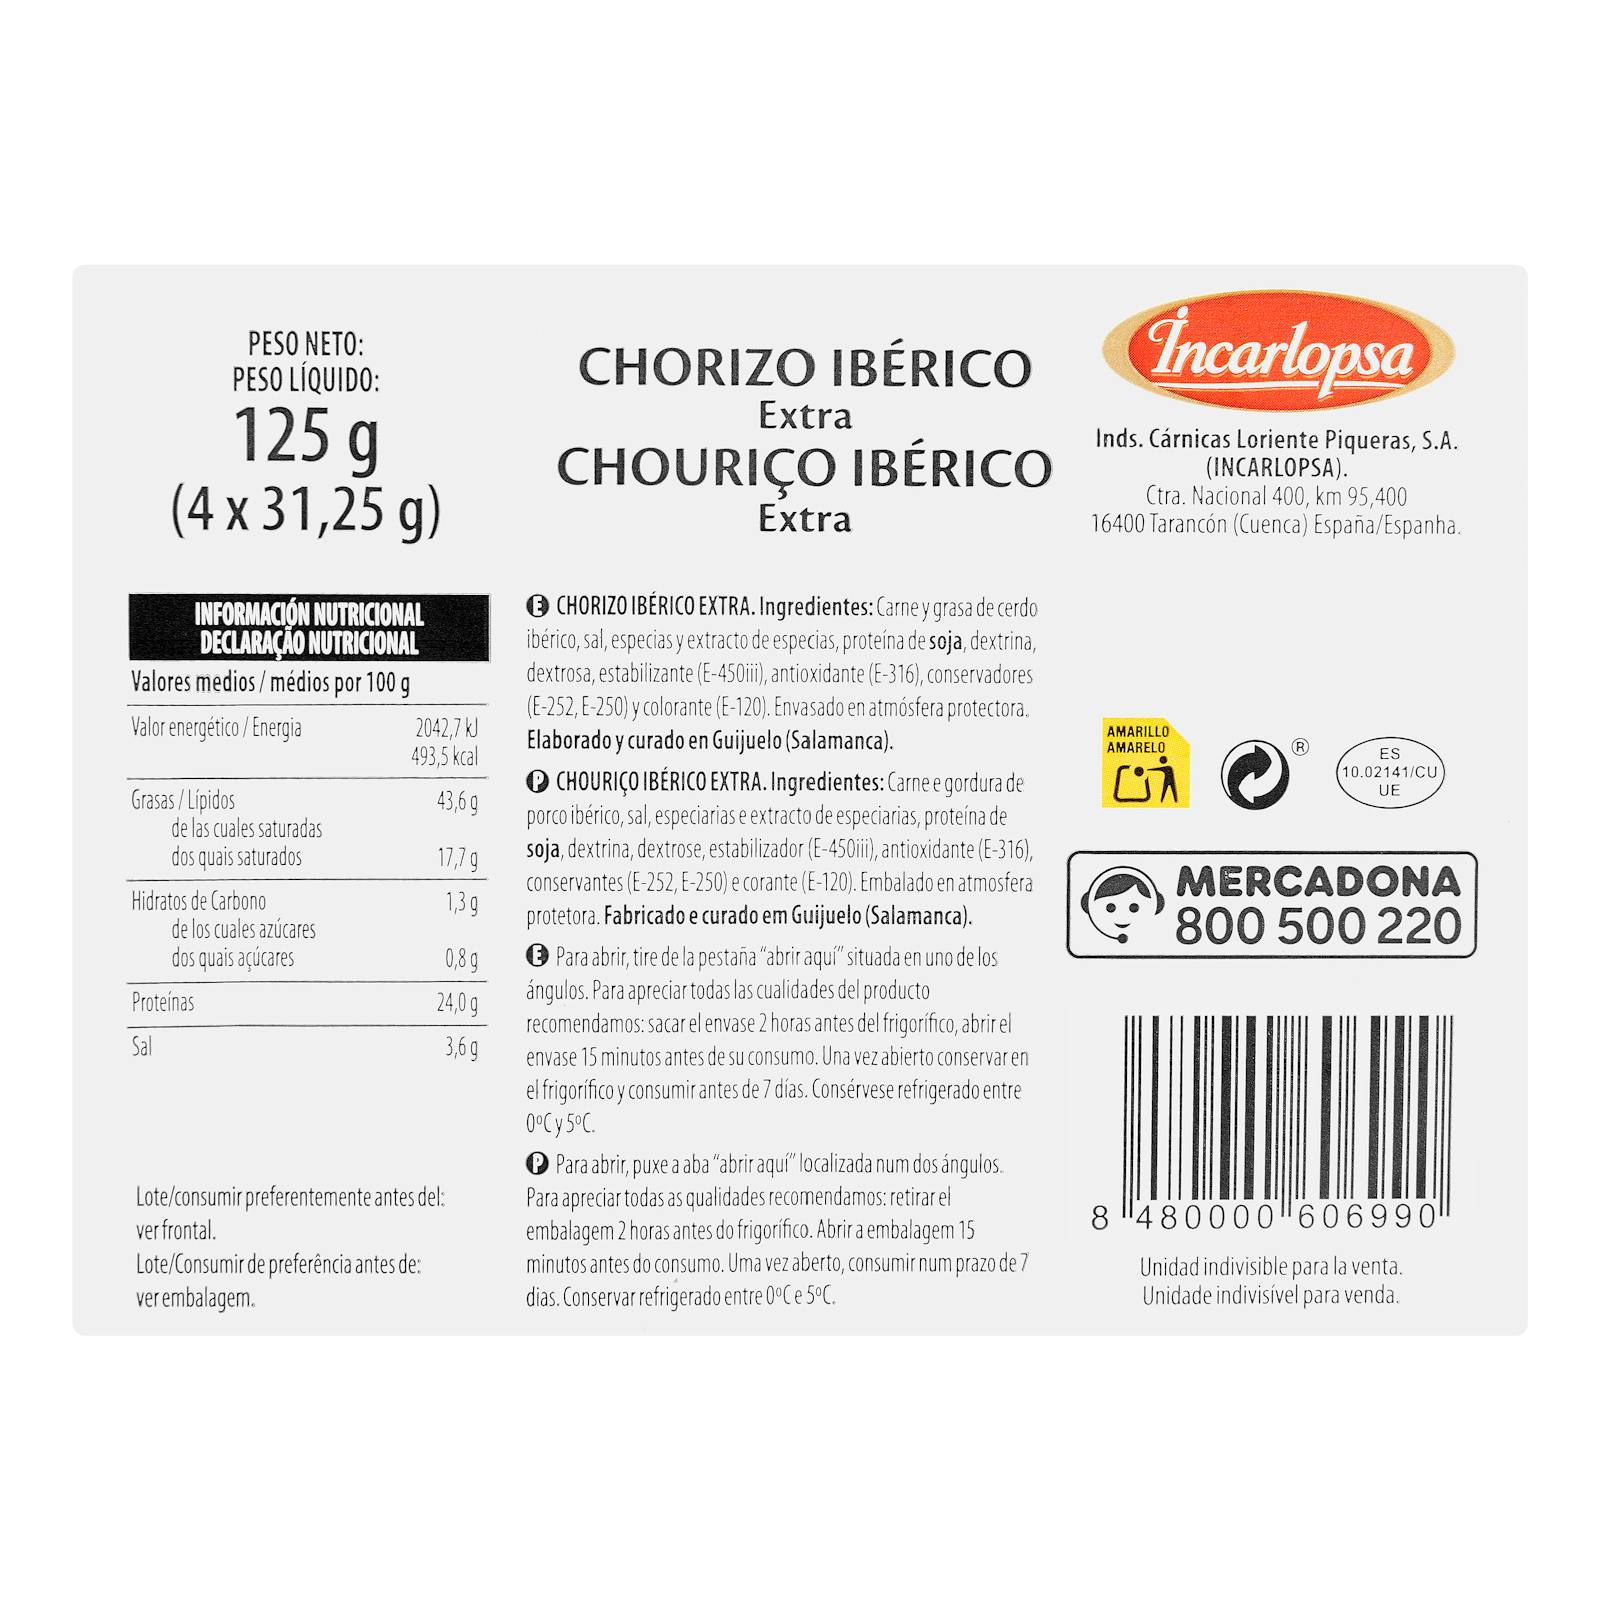 PESO NETO:
PESO LÍQUIDO:
125 g
(4 x 31,25 g)
CHORIZO IBÉRICO
Extra
CHOURIÇO IBÉRICO
Extra
Incarlopsa
Inds. Cárnicas Loriente Piqueras, S.A.
(INCARLOPSA).
Ctra. Nacional 400, km 95,400
16400 Tarancón (Cuenca) España/Espanha.
INFORMACIÓN NUTRICIONAL
DECLARAÇÃO NUTRICIONAL
Valores medios / médios por 100 g
Valor energético / Energia 2042,7 kJ
493,5 kcal
Grasas / Lípidos 43,6 g
de las cuales saturadas
dos quais saturados 17,7 g
Hidratos de Carbono 1,3 g
de los cuales azúcares
dos quais açúcares 0,8 g
Proteínas 24,0 g
Sal 3,6 g
Lote/consumir preferentemente antes del:
ver frontal.
Lote/Consumir de preferência antes de:
ver embalagem.
E CHORIZO IBÉRICO EXTRA. Ingredientes: Carne y grasa de cerdo
ibérico, sal, especias y extracto de especias, proteína de soja, dextrina,
dextrosa, estabilizante (E-450iii), antioxidante (E-316), conservadores
(E-252, E-250) y colorante (E-120). Envasado en atmósfera protectora.
Elaborado y curado en Guijuelo (Salamanca).
P CHOURIÇO IBÉRICO EXTRA. Ingredientes: Carne e gordura de
porco ibérico, sal, especiarias e extracto de especiarias, proteína de
soja, dextrina, dextrose, estabilizador (E-450iii), antioxidante (E-316),
conservantes (E-252, E-250) e corante (E-120). Embalado en atmosfera
protetora. Fabricado e curado em Guijuelo (Salamanca).
E Para abrir, tire de la pestaña "abrir aquí" situada en uno de los
ángulos. Para apreciar todas las cualidades del producto
recomendamos: sacar el envase 2 horas antes del frigorífico, abrir el
envase 15 minutos antes de su consumo. Una vez abierto conservar en
el frigorífico y consumir antes de 7 días. Consérvese refrigerado entre
0ºC y 5ºC.
P Para abrir, puxe a aba "abrir aquí" localizada num dos ángulos.
Para apreciar todas as qualidades recomendamos: retirar el
embalagem 2 horas antes do frigorífico. Abrir a embalagem 15
minutos antes do consumo. Uma vez aberto, consumir num prazo de 7
dias. Conservar refrigerado entre 0ºC e 5ºC.
AMARILLO
AMARELO
®
ES
10.02141/CU
UE
MERCADONA
800 500 220
8 480000 606990
Unidad indivisible para la venta.
Unidade indivisível para venda.